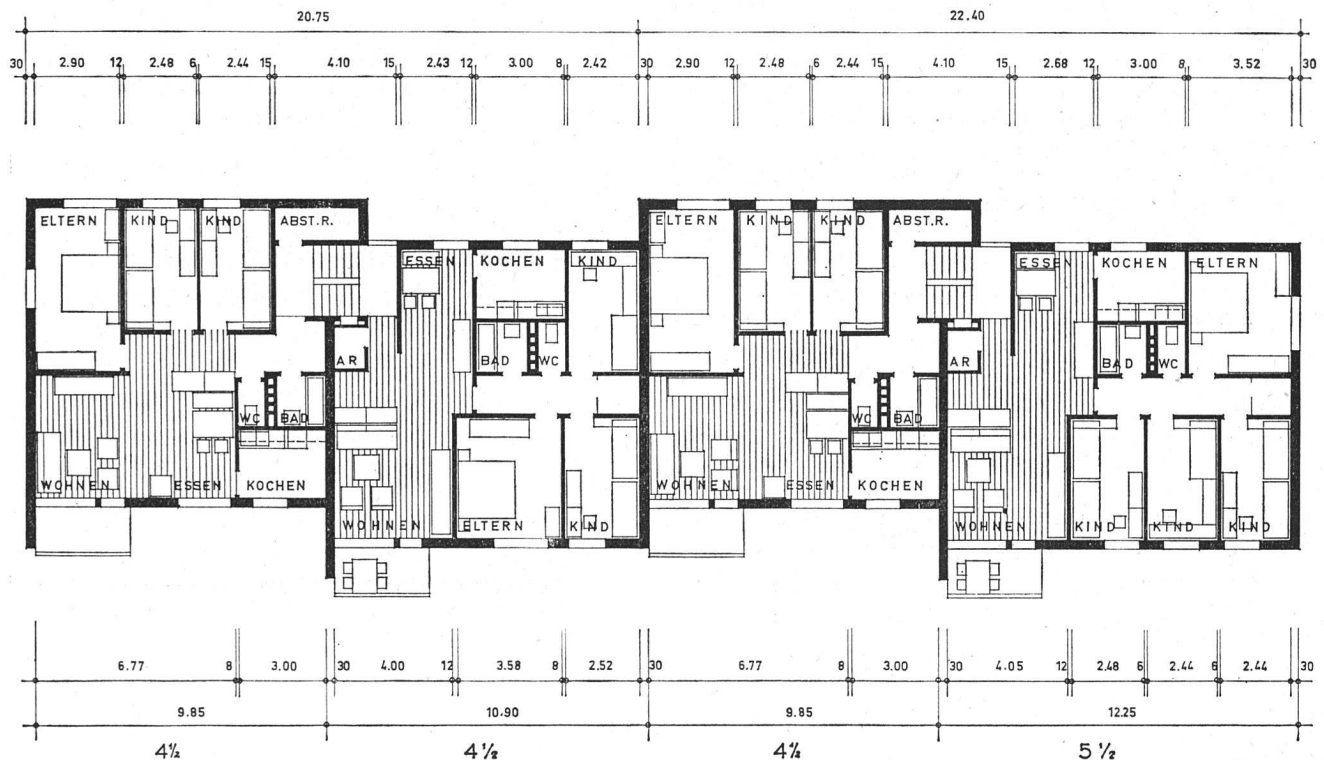 20.75 22.40
30 2.90 12 2.48 6 2.44 15 4.10 15 2.43 12 3.00 8 2.42 30 2.90 12 2.48 6 2.44 15 4.10 15 2.68 12 3.00 8 3.52 30
ELTERN KIND KIND ABST.R. ELTERN KIND KIND ABST.R.
ESSEN KOCHEN KIND ESSEN KOCHEN ELTERN
AR BAD WC AR BAD WC
WC BAD WC BAD
WOHNEN ESSEN KOCHEN WOHNEN ESSEN KOCHEN
WOHNEN ELTERN KIND WOHNEN KIND KIND KIND
6.77 8 3.00 30 4.00 12 3.58 8 2.52 30 6.77 8 3.00 30 4.05 12 2.48 6 2.44 6 2.44 30
9.85 10.90 9.85 12.25
4½ 4½ 4½ 5½